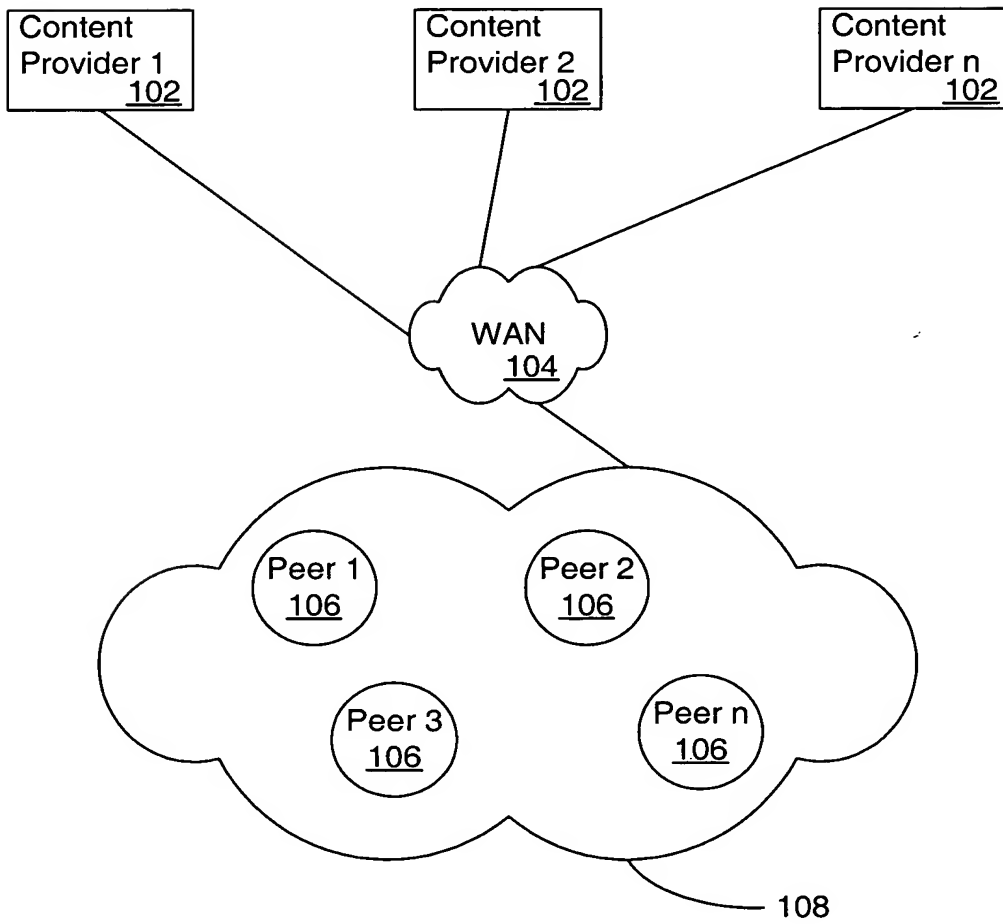 Content
Provider 1
102
Content
Provider 2
102
Content
Provider n
102
WAN
104
Peer 1
106
Peer 2
106
Peer 3
106
Peer n
106
108